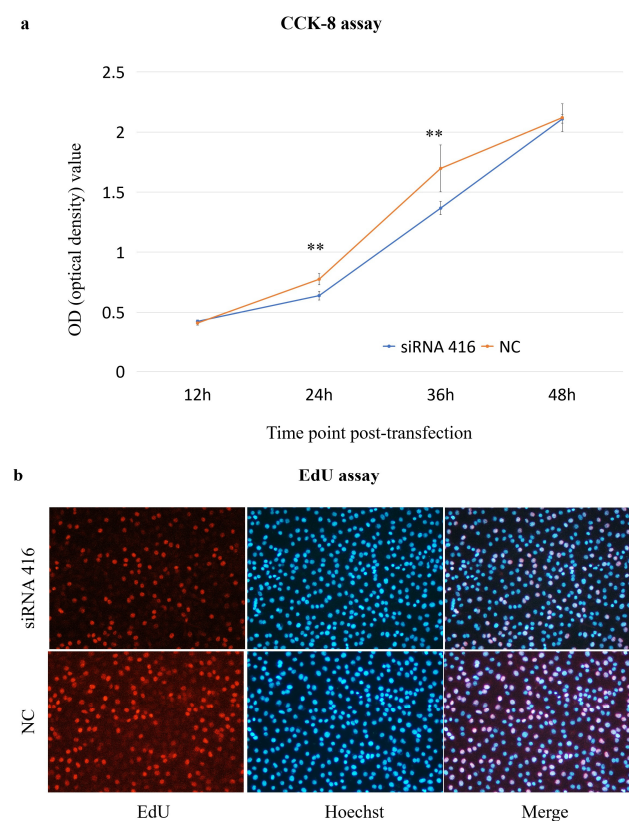 a
CCK-8 assay
OD (optical density) value
2.5
2
1.5
1
0.5
0
**
**
siRNA 416
NC
12h
24h
36h
48h
Time point post-transfection
b
EdU assay
siRNA 416
NC
EdU
Hoechst
Merge